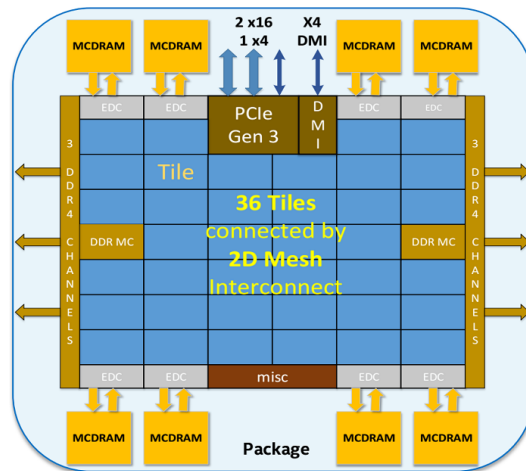 2 x16
1 x4
X4
DMI
MCDRAM
MCDRAM
MCDRAM
MCDRAM
EDC
EDC
PCIe
Gen 3
D
M
I
EDC
EDC
3 DDR4 CHANNELS
3 DDR4 CHANNELS
Tile
36 Tiles
connected by
2D Mesh
Interconnect
DDR MC
DDR MC
EDC
EDC
misc
EDC
EDC
MCDRAM
MCDRAM
MCDRAM
MCDRAM
Package